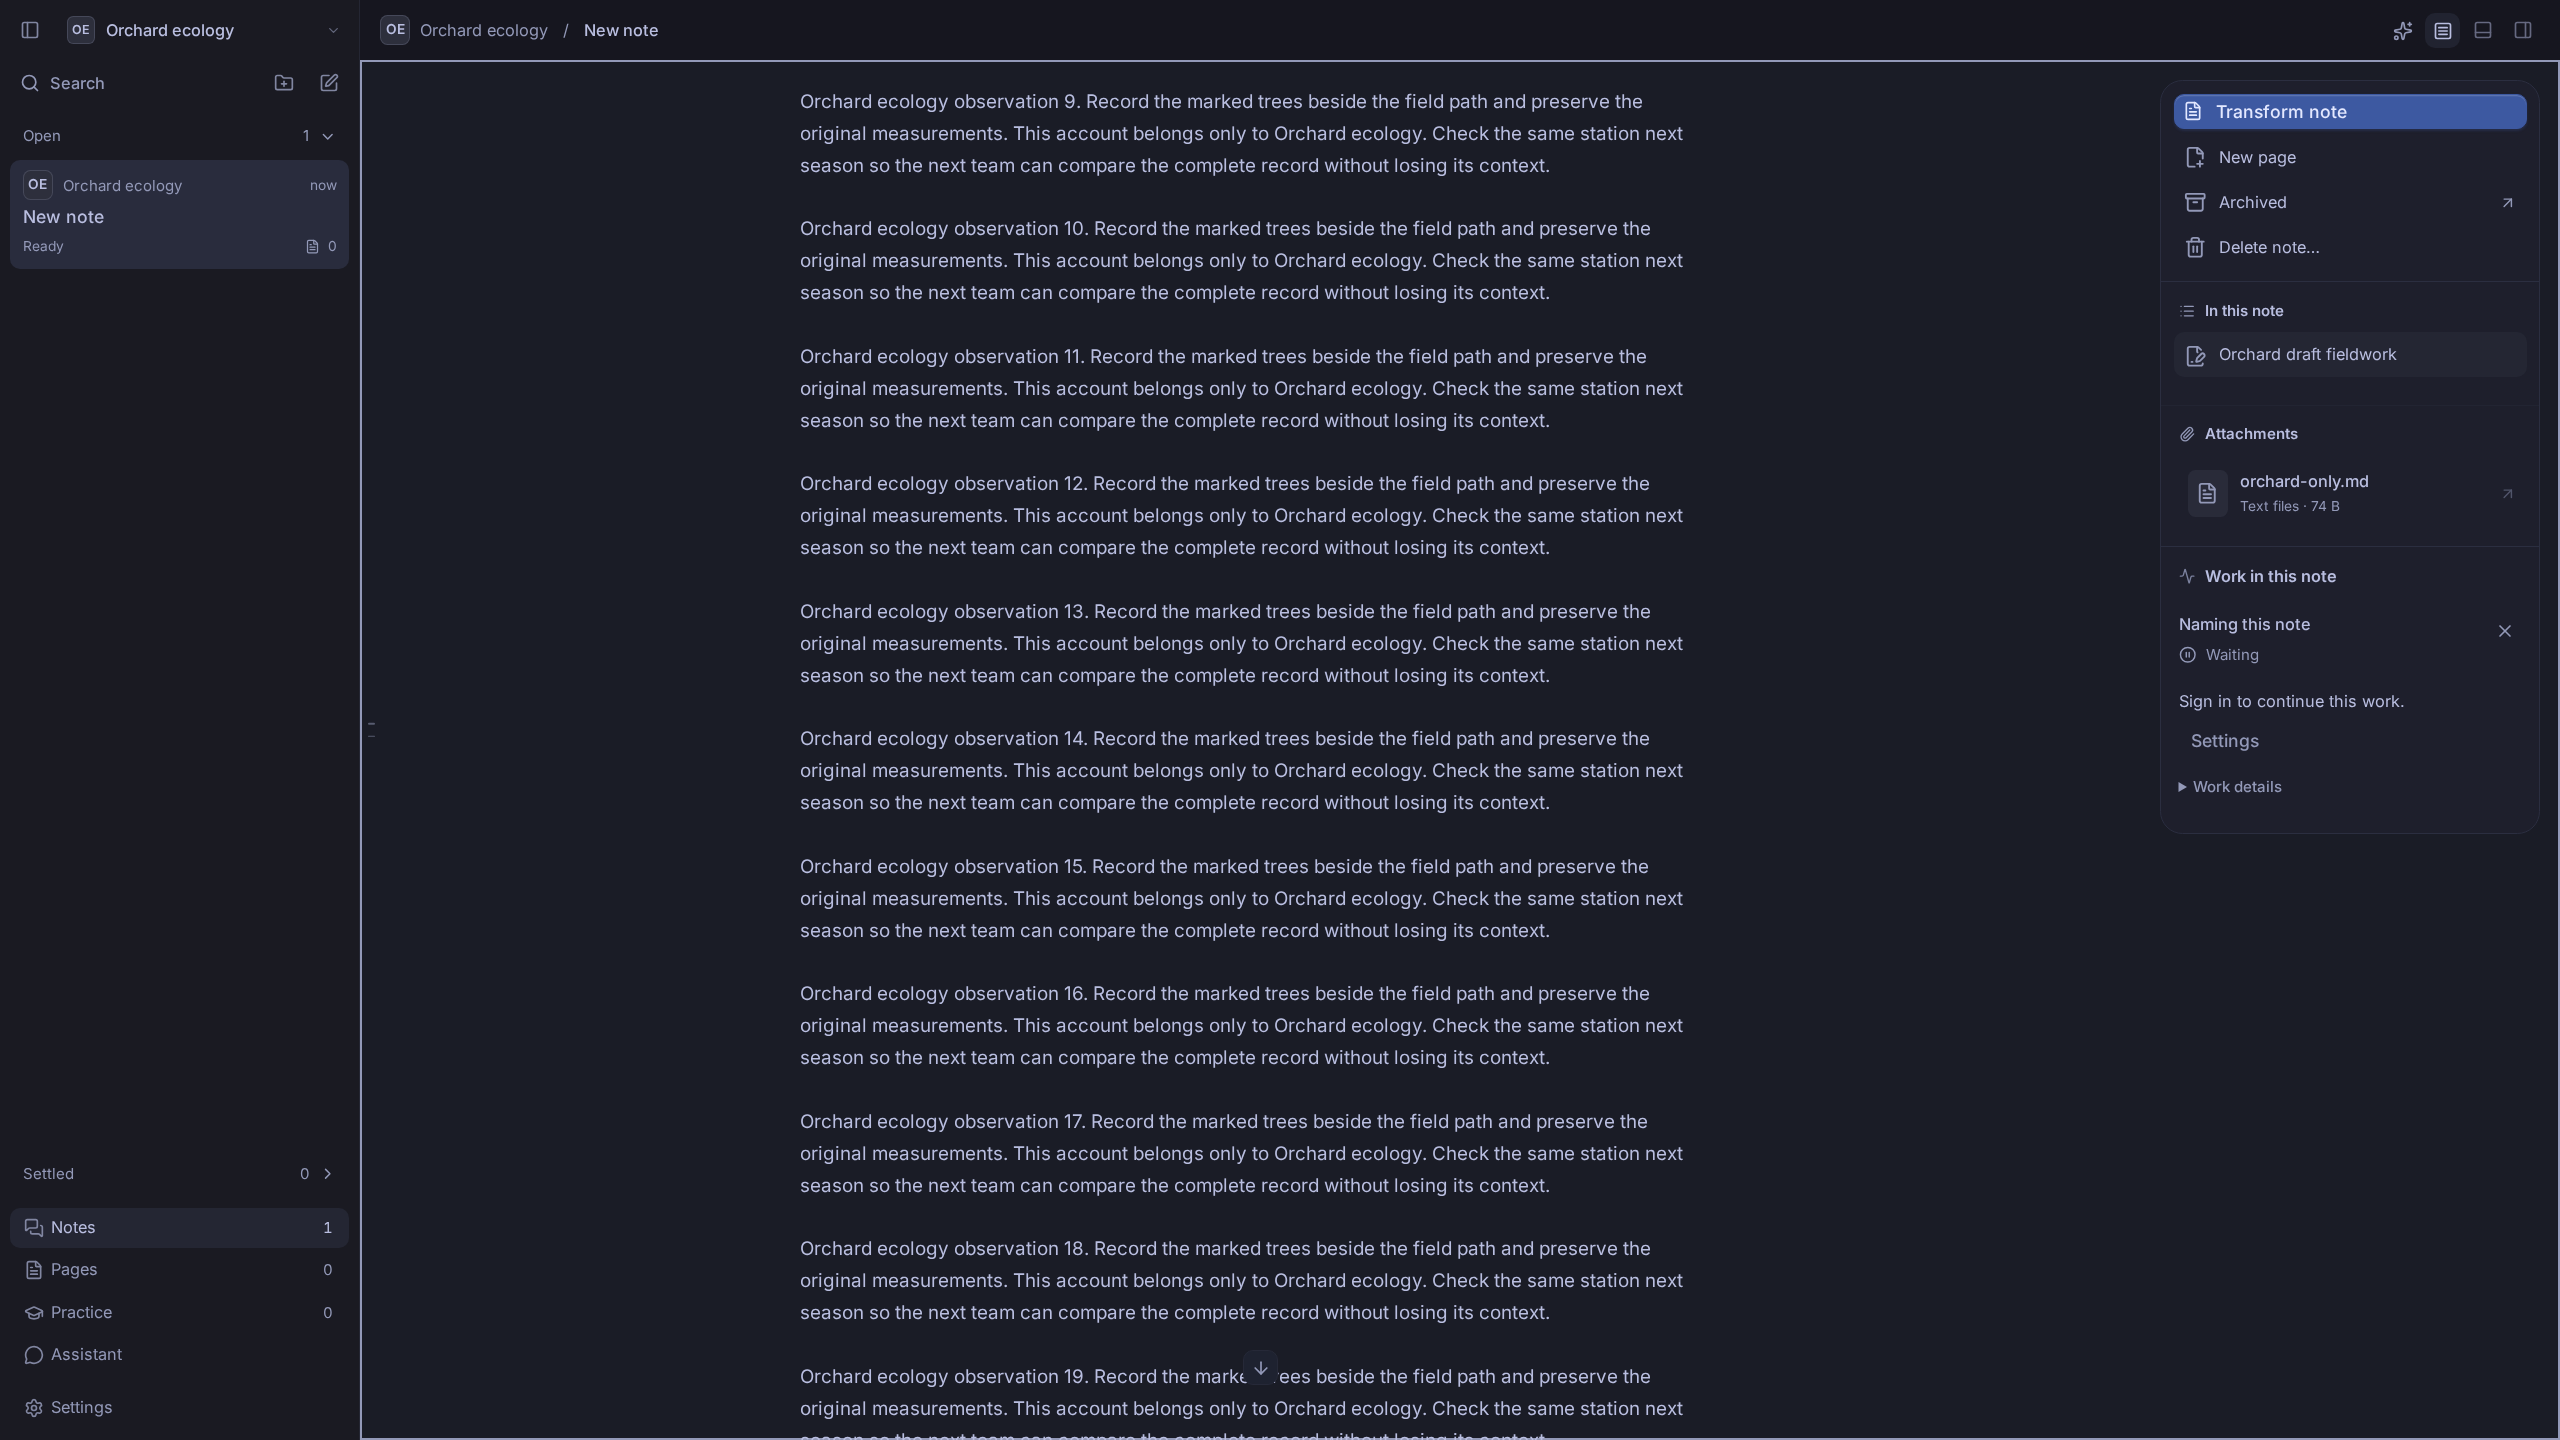 OE Orchard ecology
Search
Open 1
OE Orchard ecology now
New note
Ready 0
Settled 0
Notes 1
Pages 0
Practice 0
Assistant
Settings
OE Orchard ecology / New note
Orchard ecology observation 9. Record the marked trees beside the field path and preserve the
original measurements. This account belongs only to Orchard ecology. Check the same station next
season so the next team can compare the complete record without losing its context.
Orchard ecology observation 10. Record the marked trees beside the field path and preserve the
original measurements. This account belongs only to Orchard ecology. Check the same station next
season so the next team can compare the complete record without losing its context.
Orchard ecology observation 11. Record the marked trees beside the field path and preserve the
original measurements. This account belongs only to Orchard ecology. Check the same station next
season so the next team can compare the complete record without losing its context.
Orchard ecology observation 12. Record the marked trees beside the field path and preserve the
original measurements. This account belongs only to Orchard ecology. Check the same station next
season so the next team can compare the complete record without losing its context.
Orchard ecology observation 13. Record the marked trees beside the field path and preserve the
original measurements. This account belongs only to Orchard ecology. Check the same station next
season so the next team can compare the complete record without losing its context.
Orchard ecology observation 14. Record the marked trees beside the field path and preserve the
original measurements. This account belongs only to Orchard ecology. Check the same station next
season so the next team can compare the complete record without losing its context.
Orchard ecology observation 15. Record the marked trees beside the field path and preserve the
original measurements. This account belongs only to Orchard ecology. Check the same station next
season so the next team can compare the complete record without losing its context.
Orchard ecology observation 16. Record the marked trees beside the field path and preserve the
original measurements. This account belongs only to Orchard ecology. Check the same station next
season so the next team can compare the complete record without losing its context.
Orchard ecology observation 17. Record the marked trees beside the field path and preserve the
original measurements. This account belongs only to Orchard ecology. Check the same station next
season so the next team can compare the complete record without losing its context.
Orchard ecology observation 18. Record the marked trees beside the field path and preserve the
original measurements. This account belongs only to Orchard ecology. Check the same station next
season so the next team can compare the complete record without losing its context.
Orchard ecology observation 19. Record the beside the field path and preserve the
original measurements. This account belongs only to Orchard ecology. Check the same station next
season so the next team can compare the complete record without losing its context.
Transform note
New page
Archived
Delete note...
In this note
Orchard draft fieldwork
Attachments
orchard-only.md
Text files · 74 B
Work in this note
Naming this note
Waiting
Sign in to continue this work.
Settings
Work details